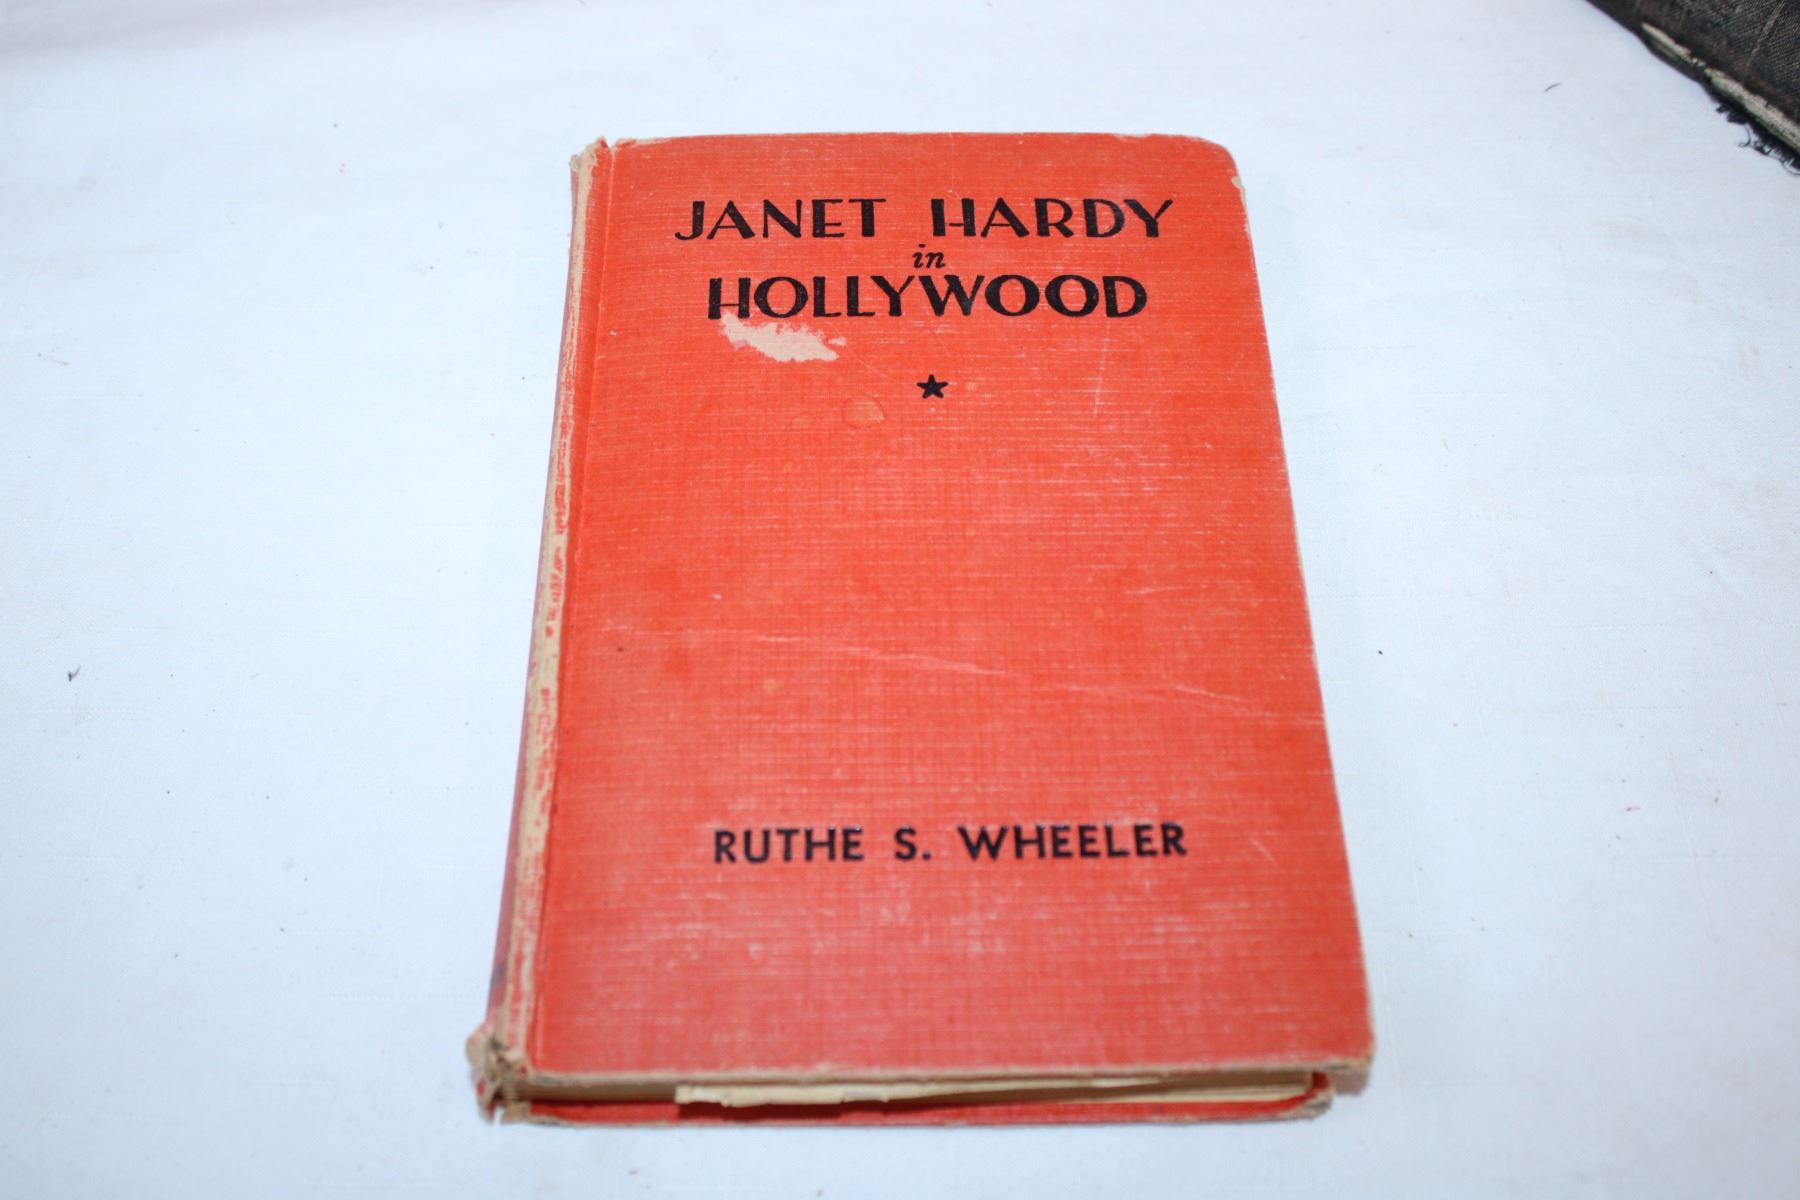 JANET HARDY
in
HOLLYWOOD
RUTHE S. WHEELER